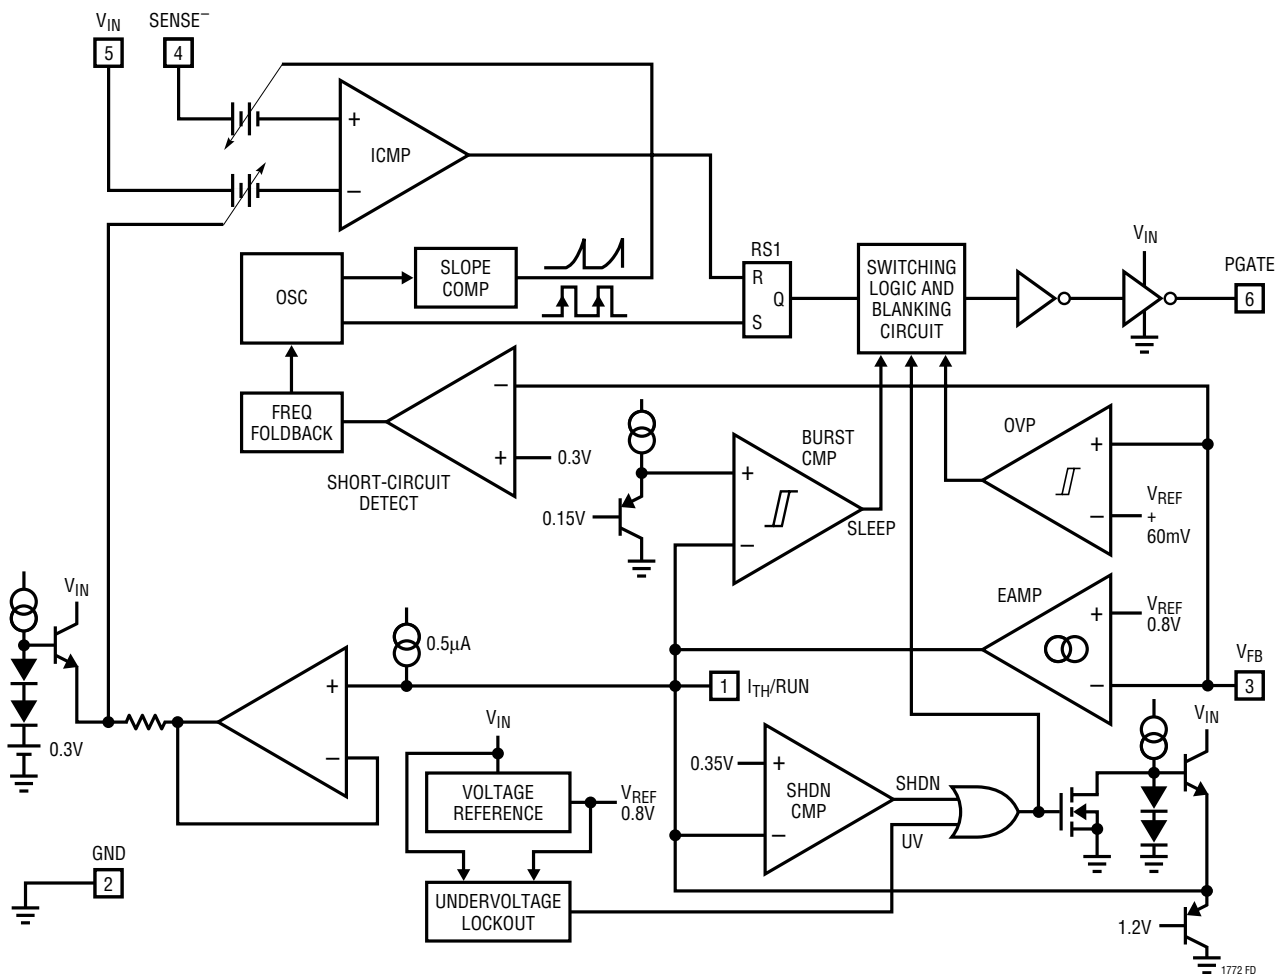 VIN
SENSE–
5
4
+
ICMP
–
OSC
SLOPE
COMP
RS1
R
Q
S
SWITCHING
LOGIC AND
BLANKING
CIRCUIT
VIN
PGATE
6
FREQ
FOLDBACK
–
+
0.3V
SHORT-CIRCUIT
DETECT
0.15V
BURST
CMP
+
–
SLEEP
OVP
+
–
VREF
+
60mV
EAMP
+
VREF
0.8V
–
VFB
3
VIN
0.3V
+
–
0.5µA
1
ITH/RUN
VIN
VOLTAGE
REFERENCE
VREF
0.8V
UNDERVOLTAGE
LOCKOUT
0.35V
+
SHDN
CMP
–
SHDN
UV
VIN
1.2V
GND
2
1772 FD